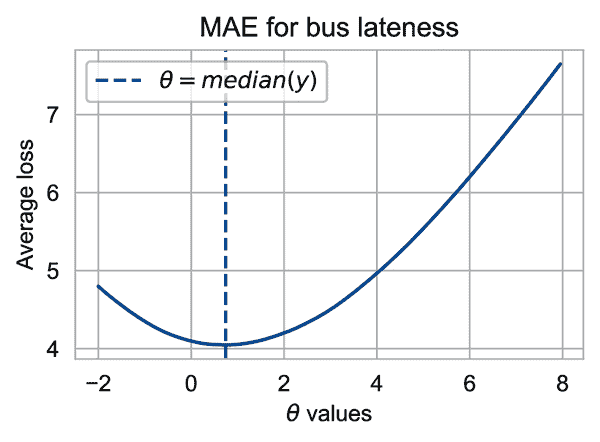 MAE for bus lateness
θ = median(y)
Average loss
7
6
5
4
−2 0 2 4 6 8
θ values